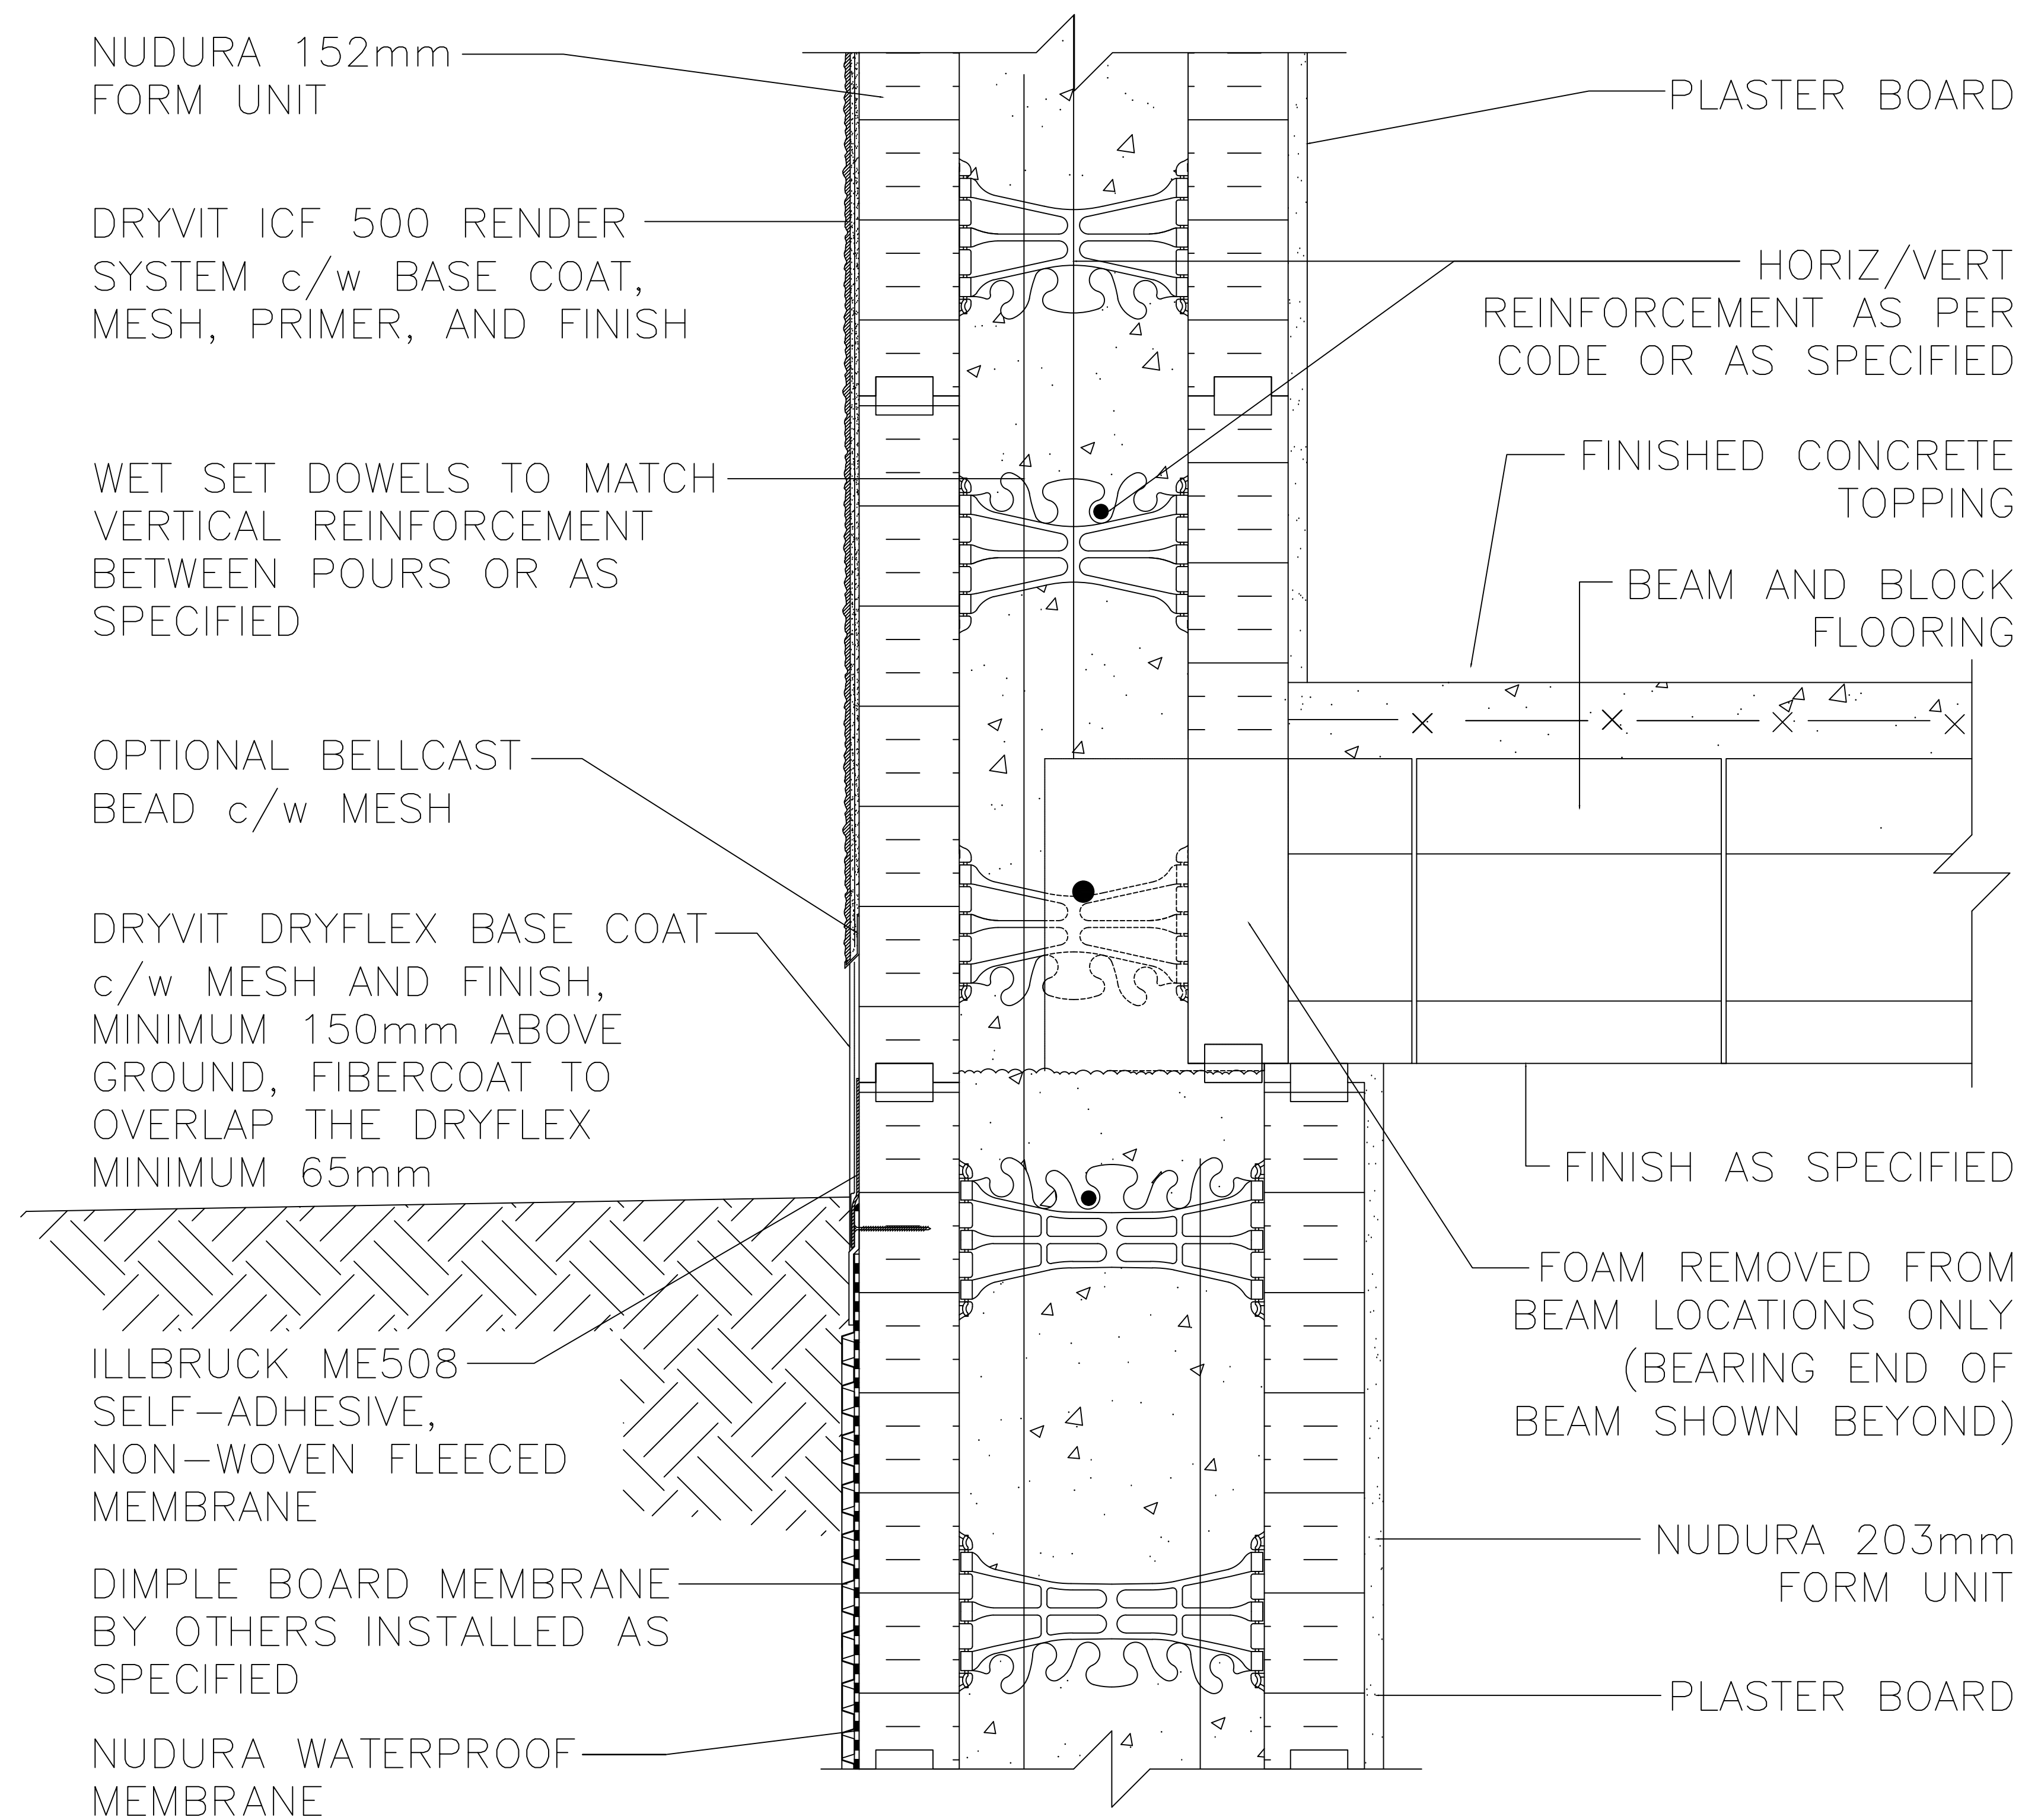 NUDURA 152mm
FORM UNIT
DRYVIT ICF 500 RENDER
SYSTEM c/w BASE COAT,
MESH, PRIMER, AND FINISH
WET SET DOWELS TO MATCH
VERTICAL REINFORCEMENT
BETWEEN POURS OR AS
SPECIFIED
OPTIONAL BELLCAST
BEAD c/w MESH
DRYVIT DRYFLEX BASE COAT
c/w MESH AND FINISH,
MINIMUM 150mm ABOVE
GROUND, FIBERCOAT TO
OVERLAP THE DRYFLEX
MINIMUM 65mm
ILLBRUCK ME508
SELF-ADHESIVE,
NON-WOVEN FLEECED
MEMBRANE
DIMPLE BOARD MEMBRANE
BY OTHERS INSTALLED AS
SPECIFIED
NUDURA WATERPROOF
MEMBRANE
PLASTER BOARD
HORIZ/VERT
REINFORCEMENT AS PER
CODE OR AS SPECIFIED
FINISHED CONCRETE
TOPPING
BEAM AND BLOCK
FLOORING
FINISH AS SPECIFIED
FOAM REMOVED FROM
BEAM LOCATIONS ONLY
(BEARING END OF
BEAM SHOWN BEYOND)
NUDURA 203mm
FORM UNIT
PLASTER BOARD